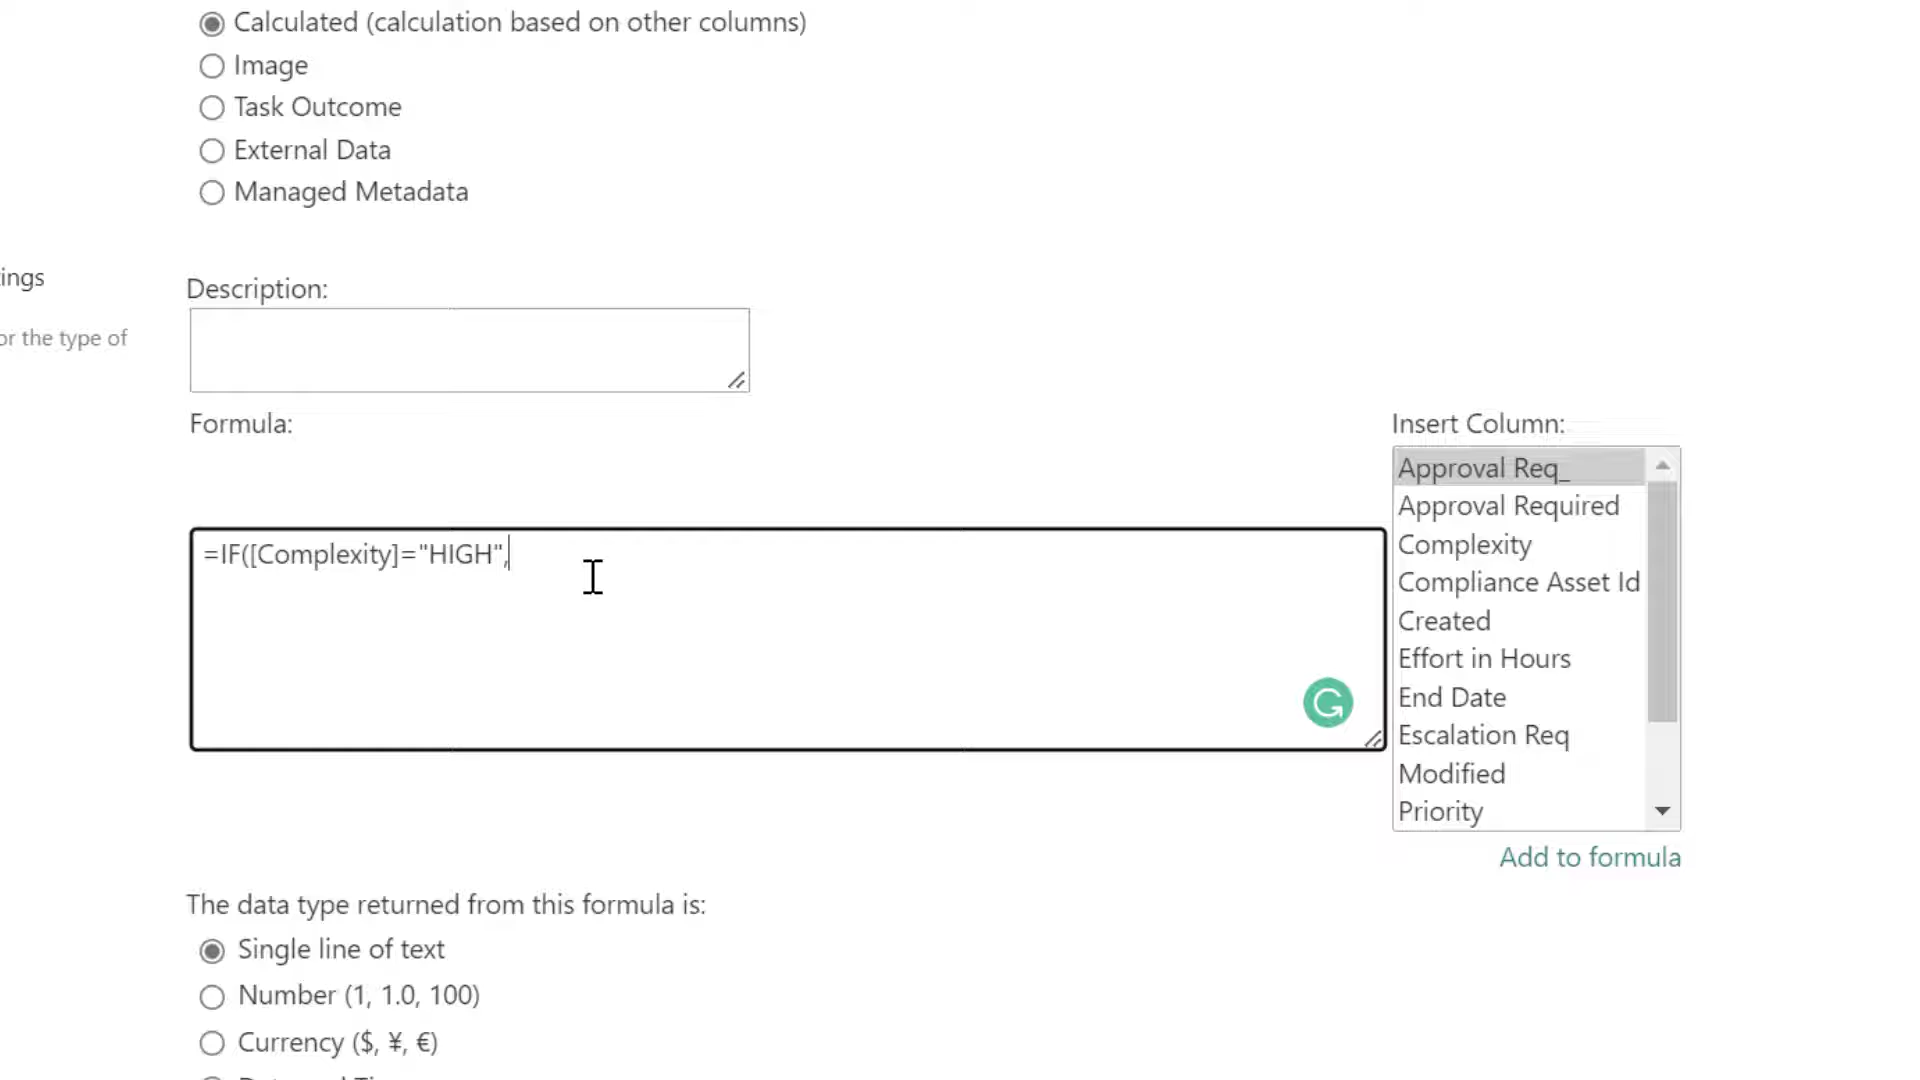 Calculated (calculation based on other columns)
Image
Task Outcome
External Data
Managed Metadata
ings
Description:
or the type of
Formula:
Insert Column:
Approval Req_
Approval Required
=IF([Complexity]="HIGH",
Complexity
Compliance Asset Id
Created
Effort in Hours
End Date
Escalation Req
Modified
Priority
Add to formula
The data type returned from this formula is:
Single line of text
Number (1, 1.0, 100)
Currency ($, ¥, €)